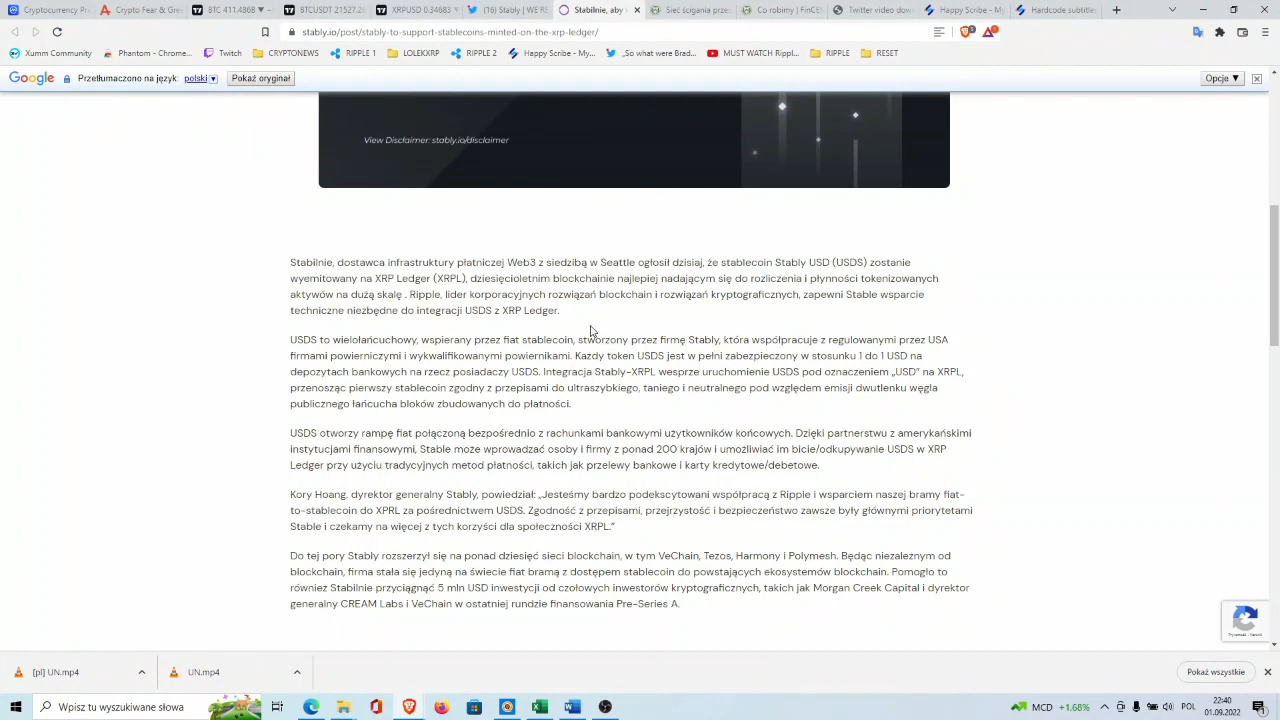 Cryptocurrency Pri
Crypto Fear & Gre
BTC 411.4868
BTCUSDT 21527.2
XRPUSD 0.34683
(16) Stably | WE RE
Stabilnie, aby
Sieć ścigania prze
Co robimy | FinCE
Twitter video dow
Happy Scribe - My
Hardcode subtitle
stably.io/post/stably-to-support-stablecoins-minted-on-the-xrp-ledger/
Xumm Community
Phantom - Chrome...
Twitch
CRYPTONEWS
RIPPLE 1
LOLEKXRP
RIPPLE 2
Happy Scribe - My...
„So what were Brad...
MUST WATCH Rippl...
RIPPLE
RESET
Google
Przetłumaczono na język: polski
Pokaż oryginał
Opcje ▼
View Disclaimer: stably.io/disclaimer
Stabilnie, dostawca infrastruktury płatniczej Web3 z siedzibą w Seattle ogłosił dzisiaj, że stablecoin Stably USD (USDS) zostanie
wyemitowany na XRP Ledger (XRPL), dziesięcioletnim blockchainie najlepiej nadającym się do rozliczenia i płynności tokenizowanych
aktywów na dużą skalę . Ripple, lider korporacyjnych rozwiązań blockchain i rozwiązań kryptograficznych, zapewni Stable wsparcie
techniczne niezbędne do integracji USDS z XRP Ledger.
USDS to wielołańcuchowy, wspierany przez fiat stablecoin, stworzony przez firmę Stably, która współpracuje z regulowanymi przez USA
firmami powierniczymi i wykwalifikowanymi powiernikami. Każdy token USDS jest w pełni zabezpieczony w stosunku 1 do 1 USD na
depozytach bankowych na rzecz posiadaczy USDS. Integracja Stably-XRPL wesprze uruchomienie USDS pod oznaczeniem „USD” na XRPL,
przenosząc pierwszy stablecoin zgodny z przepisami do ultraszybkiego, taniego i neutralnego pod względem emisji dwutlenku węgla
publicznego łańcucha bloków zbudowanych do płatności.
USDS otworzy rampę fiat połączoną bezpośrednio z rachunkami bankowymi użytkowników końcowych. Dzięki partnerstwu z amerykańskimi
instytucjami finansowymi, Stable może wprowadzać osoby i firmy z ponad 200 krajów i umożliwiać im bicie/odkupywanie USDS w XRP
Ledger przy użyciu tradycyjnych metod płatności, takich jak przelewy bankowe i karty kredytowe/debetowe.
Kory Hoang, dyrektor generalny Stably, powiedział: „Jesteśmy bardzo podekscytowani współpracą z Ripple i wsparciem naszej bramy fiat-
to-stablecoin do XPRL za pośrednictwem USDS. Zgodność z przepisami, przejrzystość i bezpieczeństwo zawsze były głównymi priorytetami
Stable i czekamy na więcej z tych korzyści dla społeczności XRPL.”
Do tej pory Stably rozszerzył się na ponad dziesięć sieci blockchain, w tym VeChain, Tezos, Harmony i Polymesh. Będąc niezależnym od
blockchain, firma stała się jedyną na świecie fiat bramą z dostępem stablecoin do powstających ekosystemów blockchain. Pomogło to
również Stabilnie przyciągnąć 5 mln USD inwestycji od czołowych inwestorów kryptograficznych, takich jak Morgan Creek Capital i dyrektor
generalny CREAM Labs i VeChain w ostatniej rundzie finansowania Pre-Series A.
[pl] UN.mp4
UN.mp4
Pokaż wszystkie
Wpisz tu wyszukiwane słowa
MOD +1.68%
POL
22:40
01.09.2022